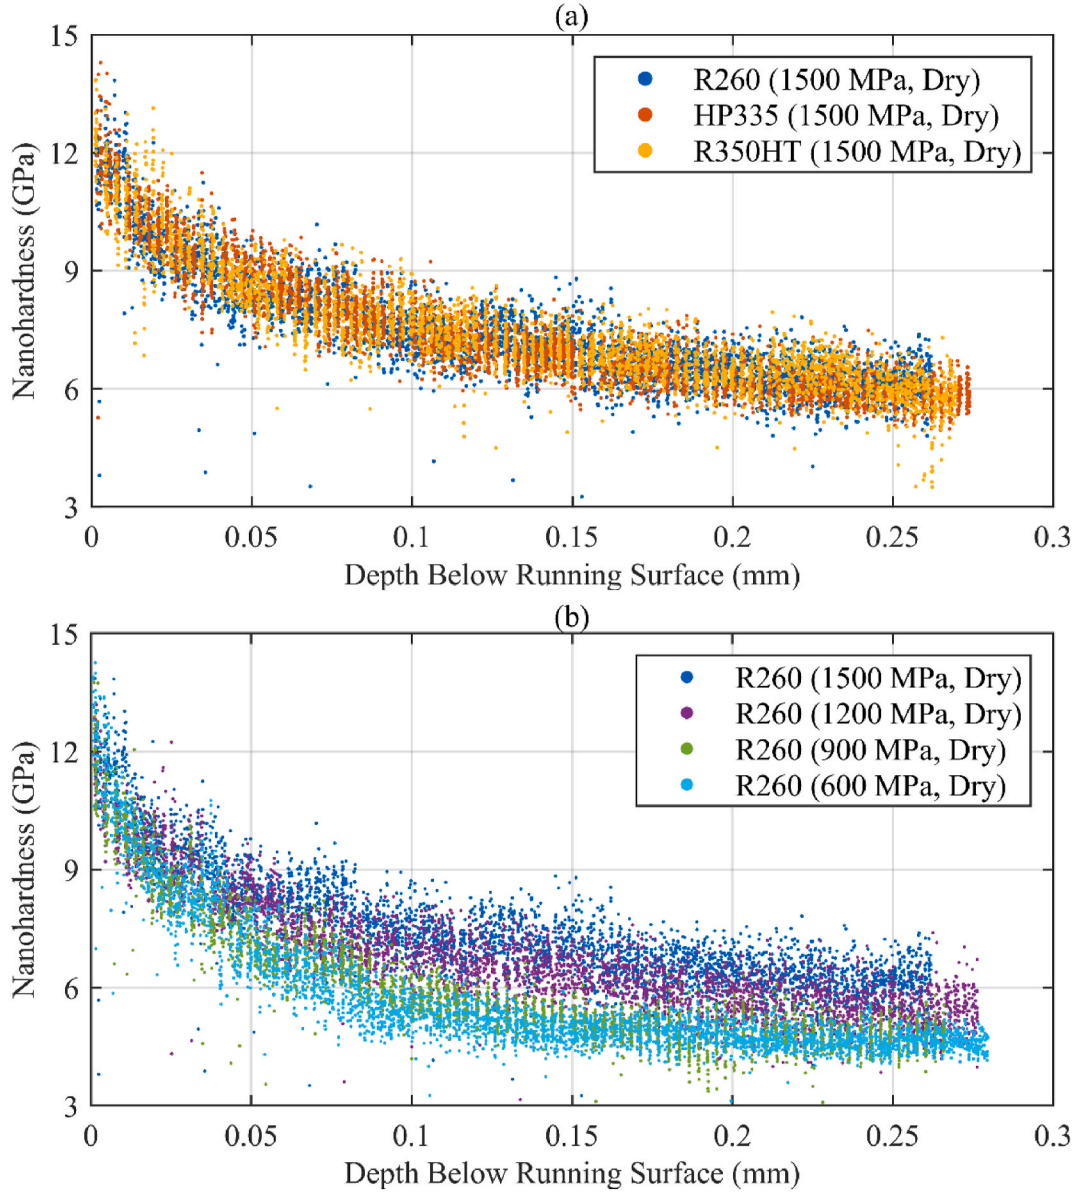 (a)
15
12
9
6
3
Nanohardness (GPa)
R260 (1500 MPa, Dry)
HP335 (1500 MPa, Dry)
R350HT (1500 MPa, Dry)
0 0.05 0.1 0.15 0.2 0.25 0.3
Depth Below Running Surface (mm)
(b)
15
12
9
6
3
Nanohardness (GPa)
R260 (1500 MPa, Dry)
R260 (1200 MPa, Dry)
R260 (900 MPa, Dry)
R260 (600 MPa, Dry)
0 0.05 0.1 0.15 0.2 0.25 0.3
Depth Below Running Surface (mm)